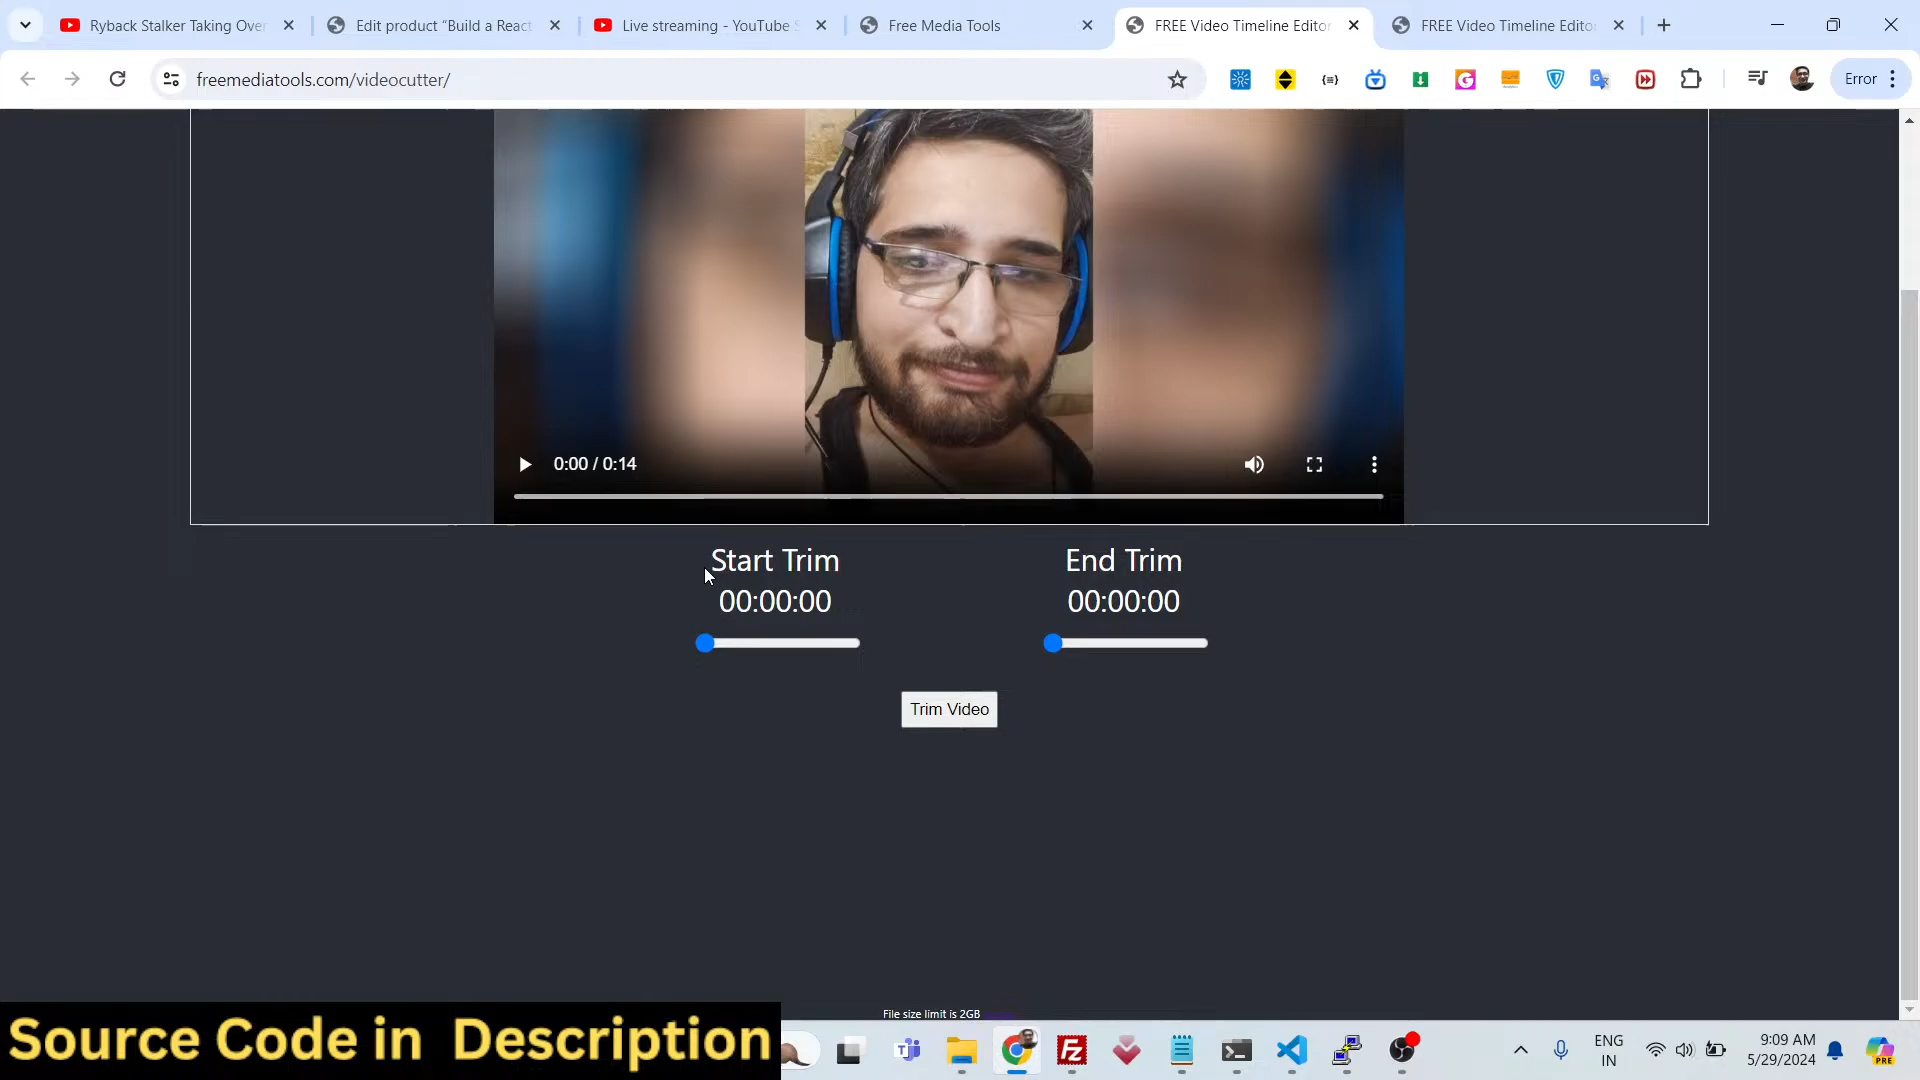 Ryback Stalker Taking Over
Edit product “Build a React
Live streaming - YouTube S
Free Media Tools
FREE Video Timeline Editor
FREE Video Timeline Editor
freemediatools.com/videocutter/
Error
0:00 / 0:14
Start Trim
End Trim
00:00:00
00:00:00
Trim Video
File size limit is 2GB
Source Code in Description
ENG
IN
9:09 AM
5/29/2024
PRE